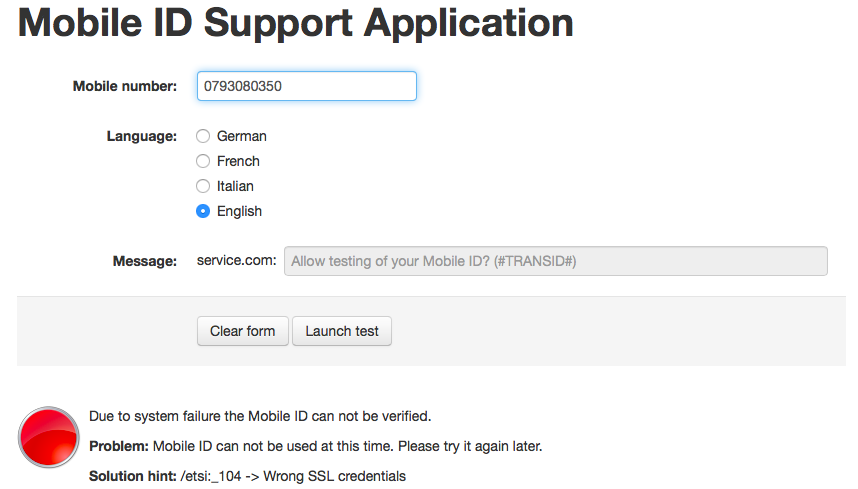 Mobile ID Support Application
Mobile number: 0793080350
Language: German
French
Italian
English
Message: service.com: Allow testing of your Mobile ID? (#TRANSID#)
Clear form Launch test
Due to system failure the Mobile ID can not be verified.
Problem: Mobile ID can not be used at this time. Please try it again later.
Solution hint: /etsi:_104 -> Wrong SSL credentials